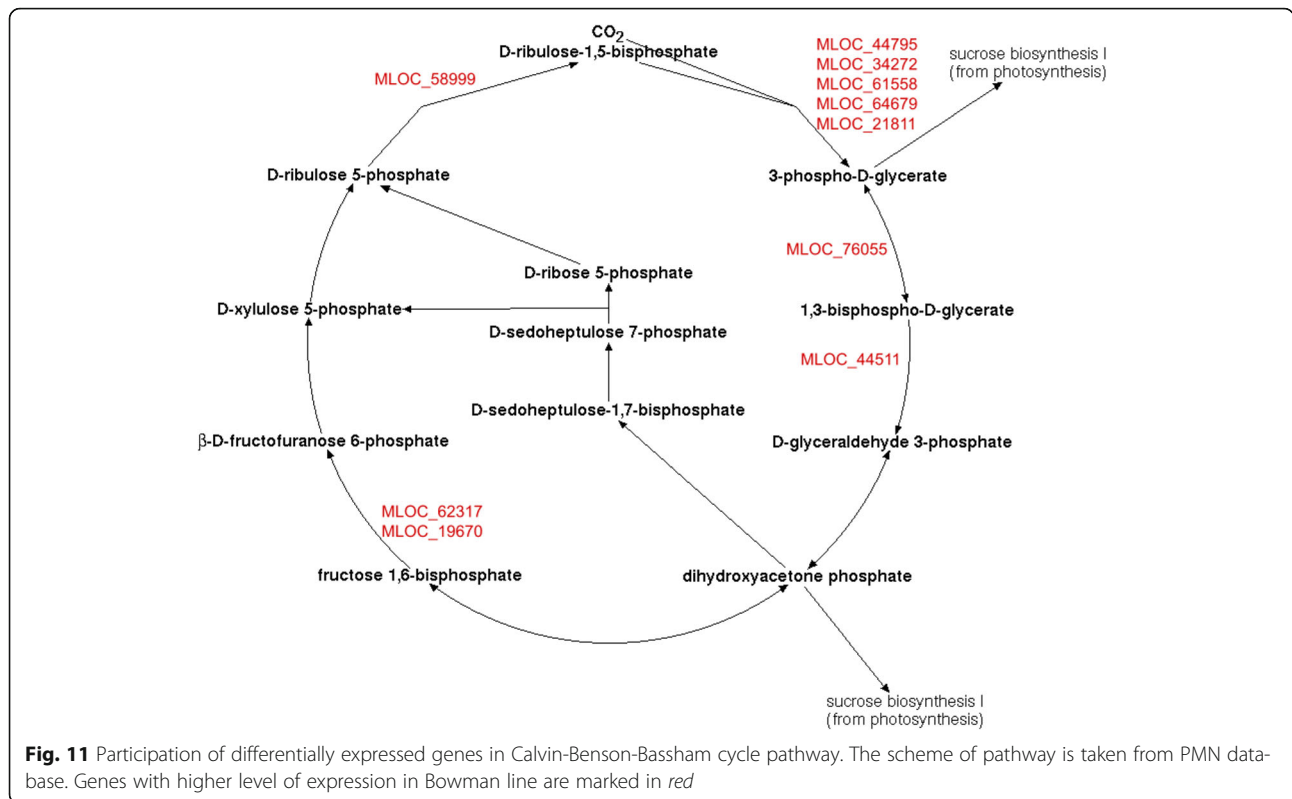 CO2
D-ribulose-1,5-bisphosphate
MLOC_58999
MLOC_44795
MLOC_34272
MLOC_61558
MLOC_64679
MLOC_21811
sucrose biosynthesis I
(from photosynthesis)
D-ribulose 5-phosphate
3-phospho-D-glycerate
MLOC_76055
D-ribose 5-phosphate
D-xylulose 5-phosphate
1,3-bisphospho-D-glycerate
D-sedoheptulose 7-phosphate
MLOC_44511
D-sedoheptulose-1,7-bisphosphate
β-D-fructofuranose 6-phosphate
D-glyceraldehyde 3-phosphate
MLOC_62317
MLOC_19670
fructose 1,6-bisphosphate
dihydroxyacetone phosphate
sucrose biosynthesis I
(from photosynthesis)
Fig. 11 Participation of differentially expressed genes in Calvin-Benson-Bassham cycle pathway. The scheme of pathway is taken from PMN data-
base. Genes with higher level of expression in Bowman line are marked in red